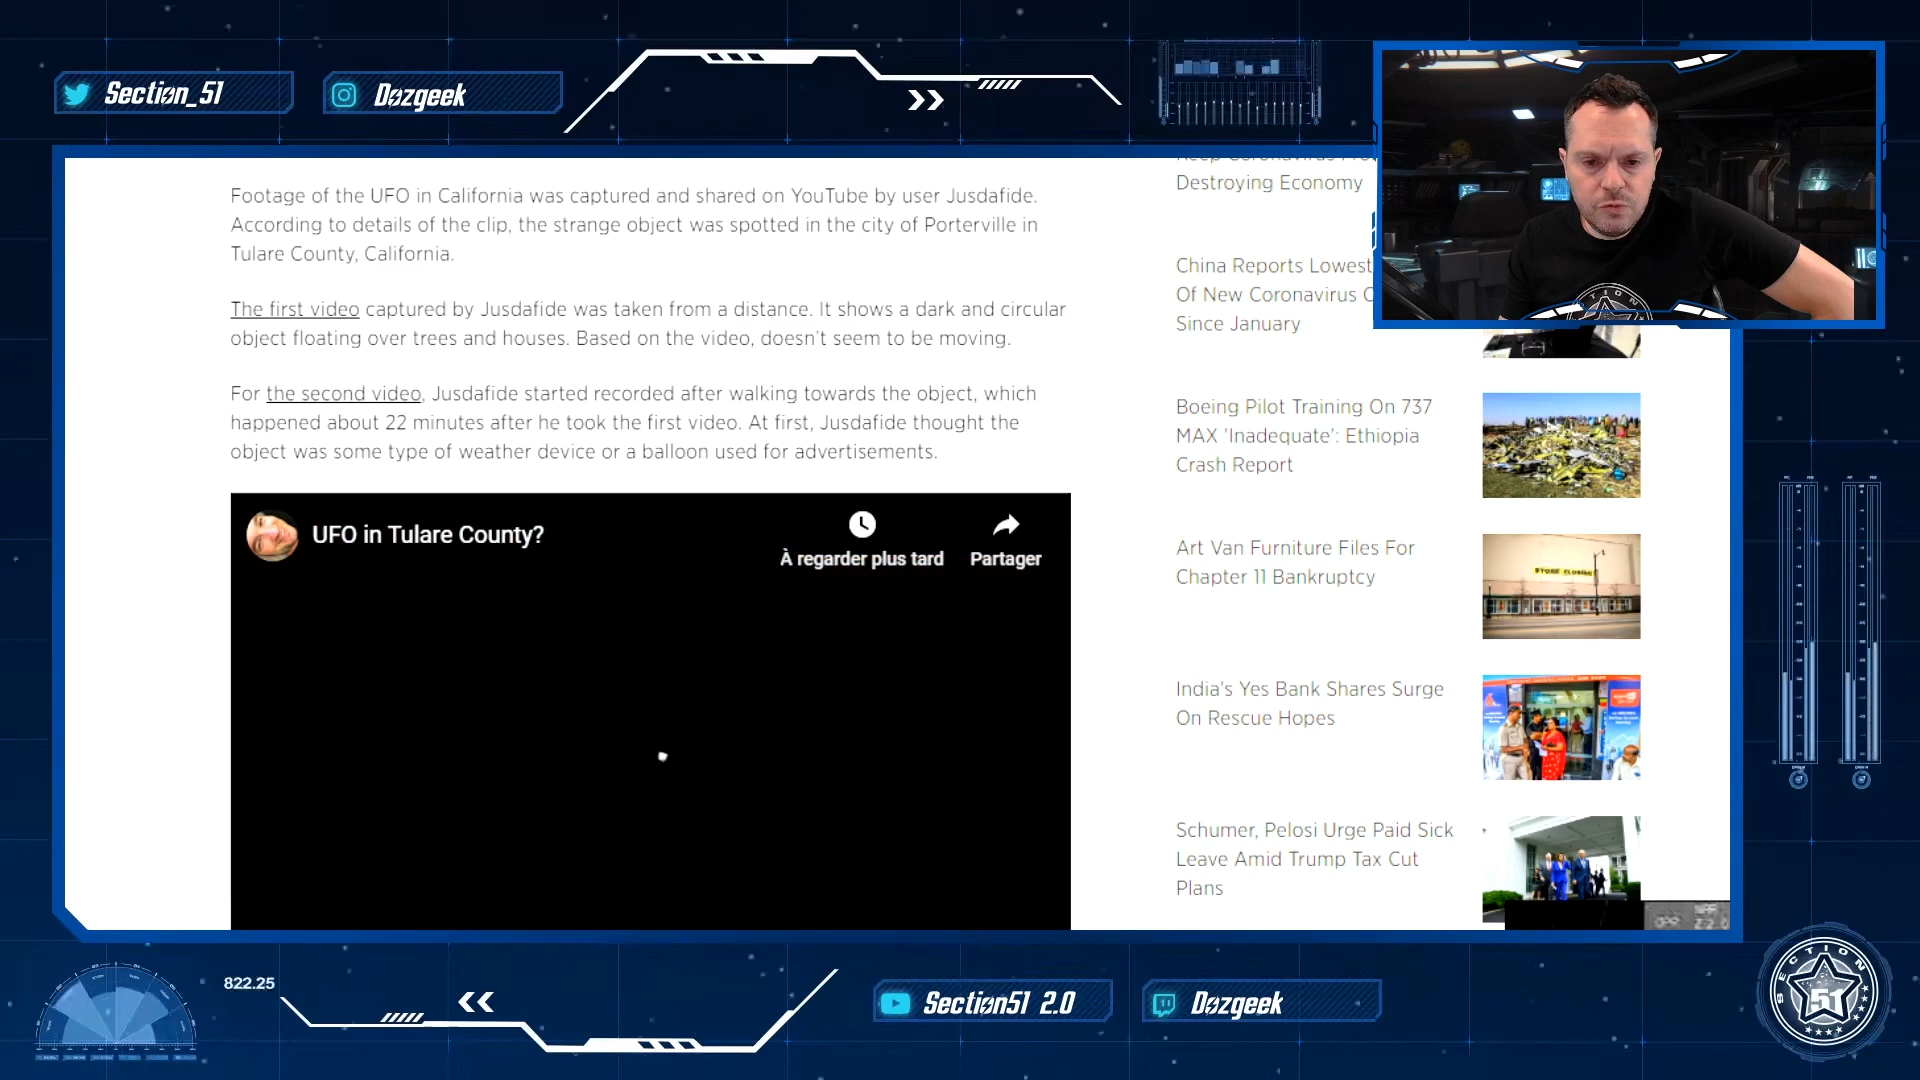 Section_51
Dozgeek
Footage of the UFO in California was captured and shared on YouTube by user Jusdafide.
According to details of the clip, the strange object was spotted in the city of Porterville in
Tulare County, California.
The first video captured by Jusdafide was taken from a distance. It shows a dark and circular
object floating over trees and houses. Based on the video, doesn't seem to be moving.
For the second video, Jusdafide started recorded after walking towards the object, which
happened about 22 minutes after he took the first video. At first, Jusdafide thought the
object was some type of weather device or a balloon used for advertisements.
UFO in Tulare County?
À regarder plus tard
Partager
Destroying Economy
China Reports Lowest
Of New Coronavirus
Since January
Boeing Pilot Training On 737
MAX 'Inadequate': Ethiopia
Crash Report
Art Van Furniture Files For
Chapter 11 Bankruptcy
STORE CLOSING
India's Yes Bank Shares Surge
On Rescue Hopes
Schumer, Pelosi Urge Paid Sick
Leave Amid Trump Tax Cut
Plans
822.25
Section51 2.0
Dozgeek
SECTION
51